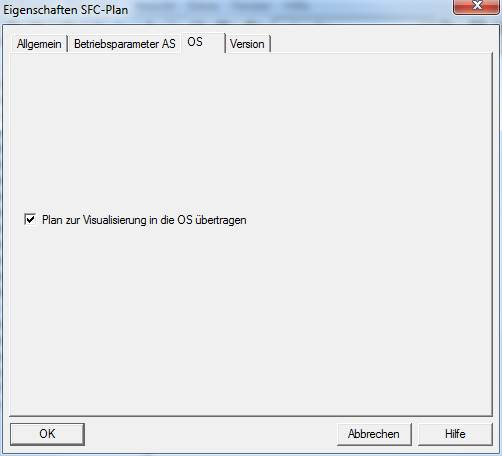 Eigenschaften SFC-Plan
Allgemein Betriebsparameter AS OS Version
Plan zur Visualisierung in die OS übertragen
OK Abbrechen Hilfe